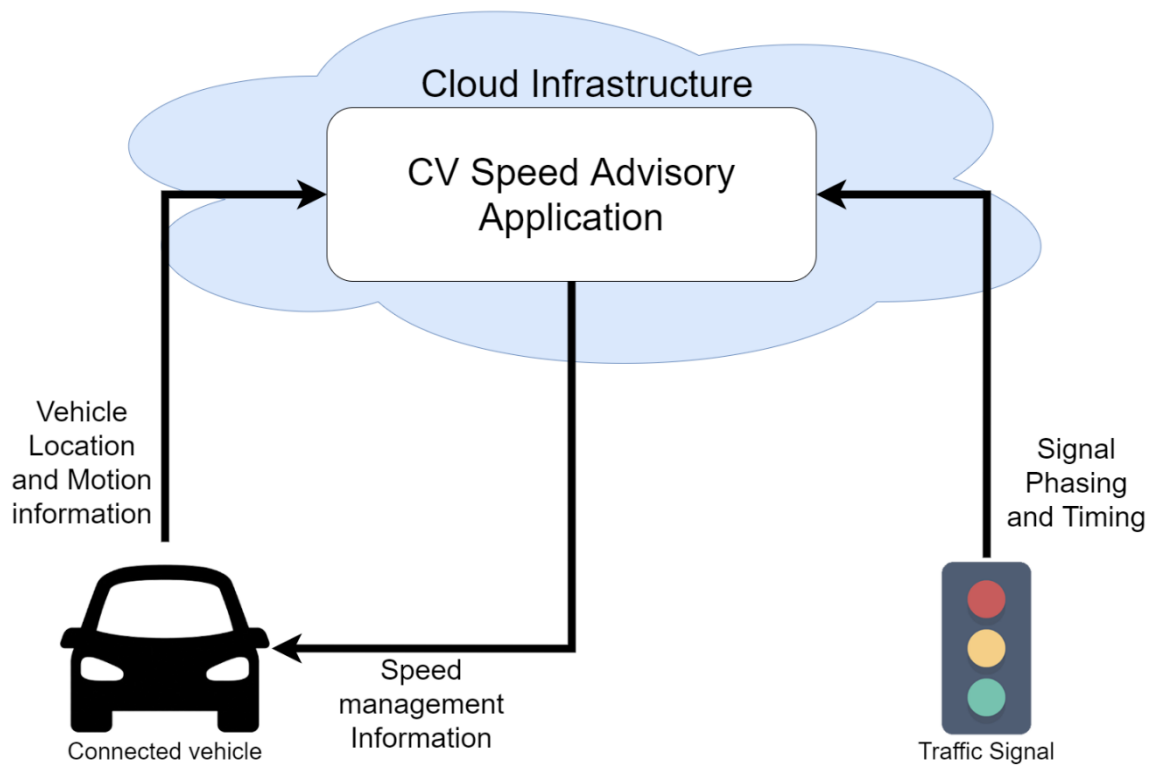 Cloud Infrastructure
CV Speed Advisory
Application
Vehicle
Location
and Motion
information
Signal
Phasing
and Timing
Speed
management
Information
Connected vehicle
Traffic Signal